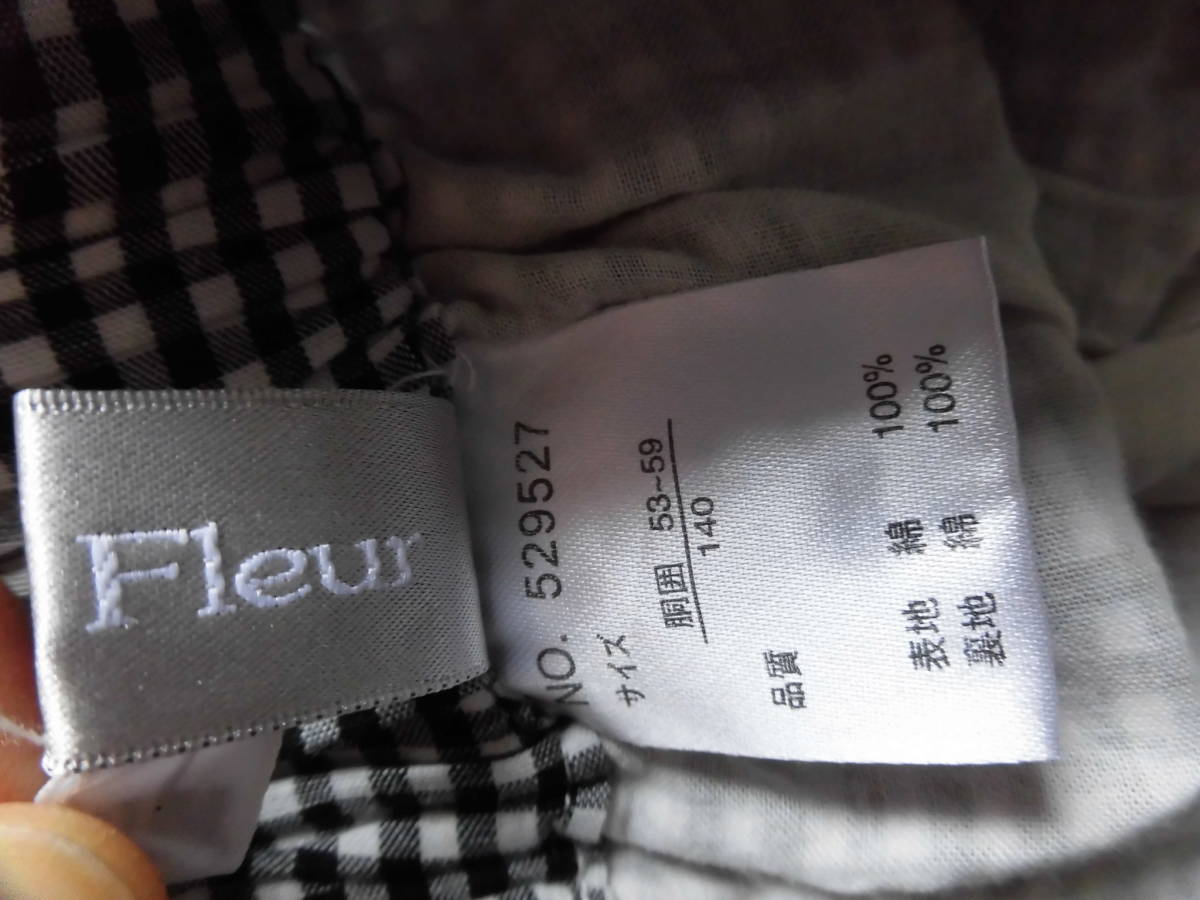 Fleur
NO. 529527
サイズ
胴囲 53~59
140
品質
表地 綿 100%
裏地 綿 100%